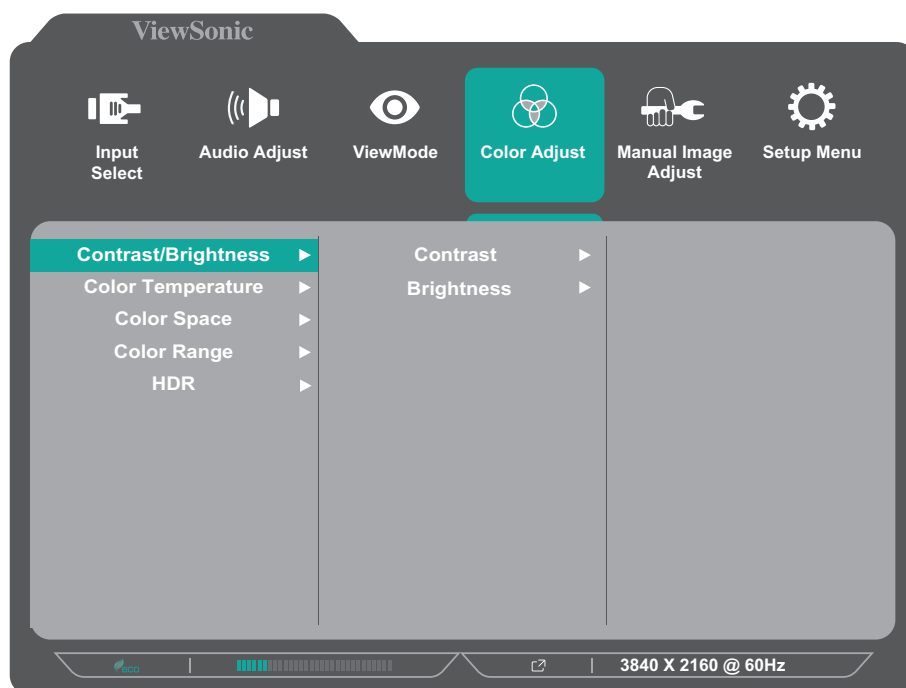 ViewSonic
Input
Select
Audio Adjust
ViewMode
Color Adjust
Manual Image
Adjust
Setup Menu
Contrast/Brightness
Color Temperature
Color Space
Color Range
HDR
Contrast
Brightness
eco
3840 X 2160 @ 60Hz